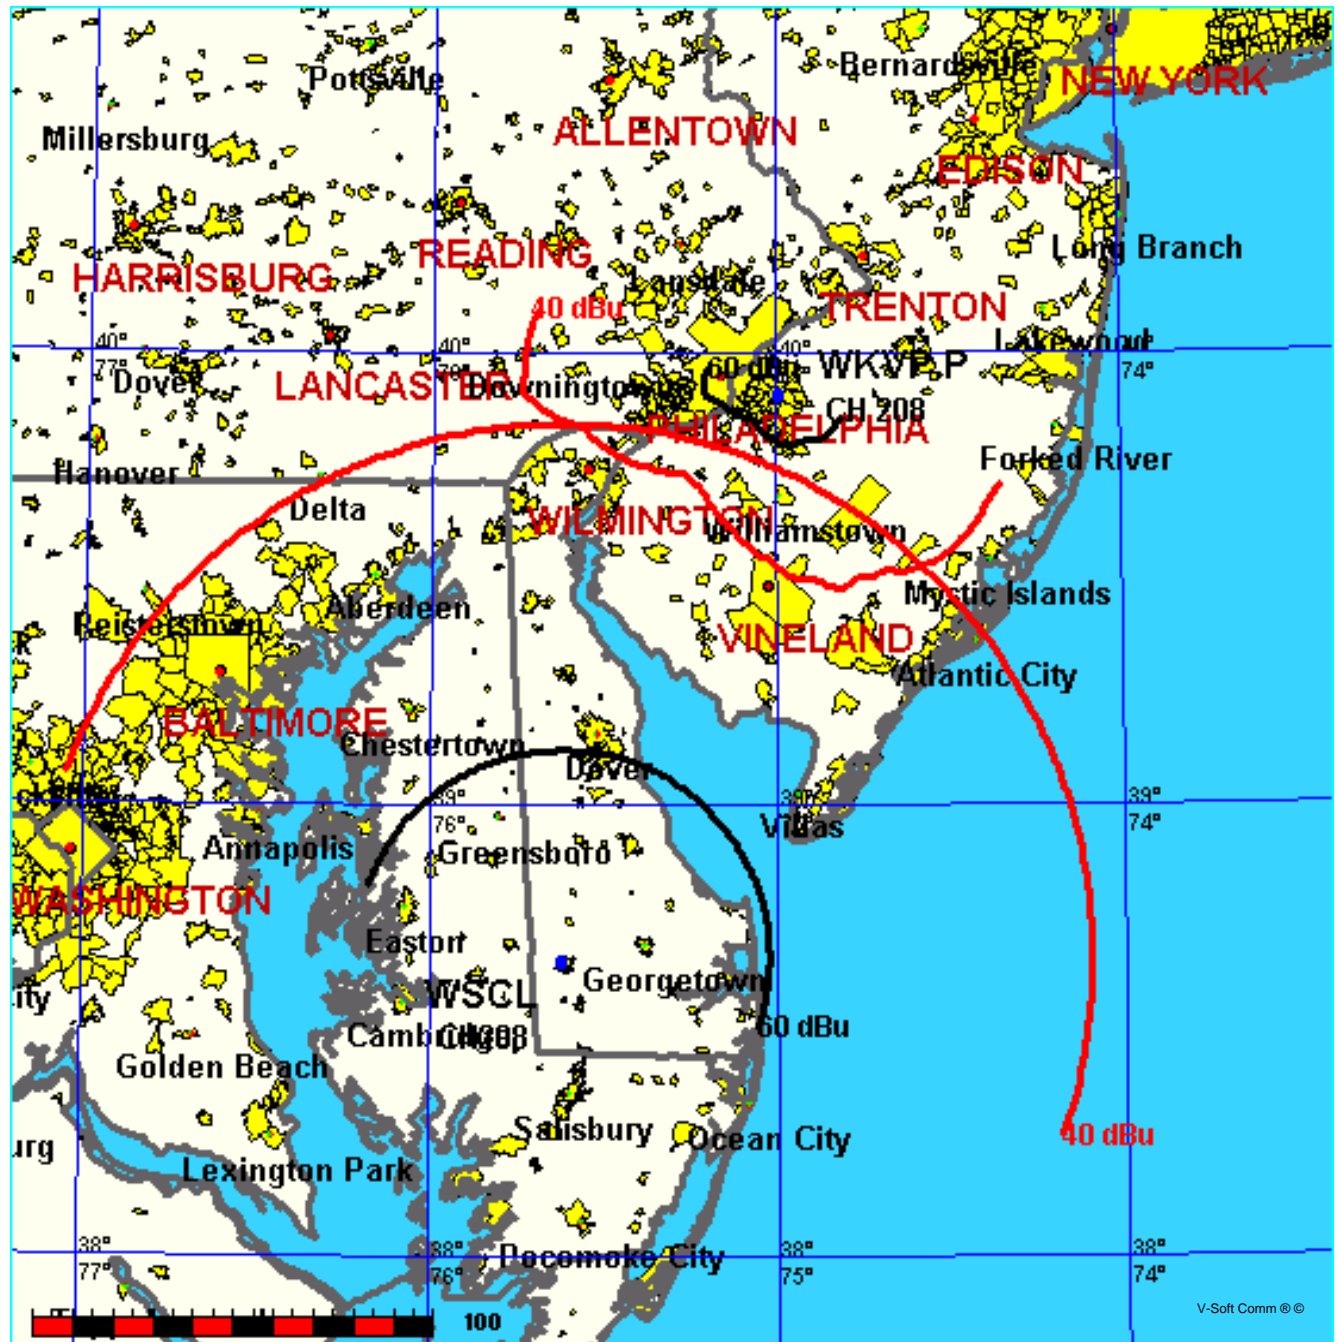 Pottsville
Bernardsville
NEW YORK
Millersburg
ALLENTOWN
EDISON
READING
Long Branch
HARRISBURG
Lansdale
TRENTON
40 dBu
40°
77°
40°
40°
74°
Dover
LANCASTER
Downingtown
60 dBu
WKVP.P
CH 208
PHILADELPHIA
Hanover
Forked River
Delta
WILMINGTON
Williamstown
Aberdeen
Mystic Islands
Reisterstown
VINELAND
Atlantic City
BALTIMORE
Chestertown
Dover
39°
76°
39°
75°
39°
74°
Villas
Annapolis
Greensboro
WASHINGTON
Easton
Georgetown
WSCL
60 dBu
Cambridge
ity
Golden Beach
Salisbury
Ocean City
40 dBu
urg
Lexington Park
38°
77°
38°
76°
Pocomoke City
38°
75°
38°
74°
100
V-Soft Comm ® ©